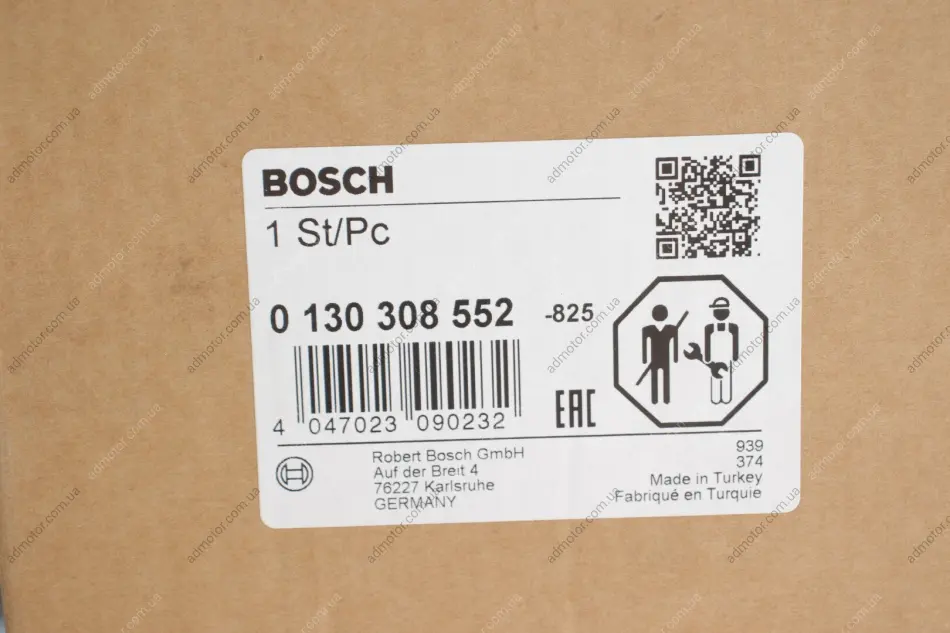 BOSCH
1 St/Pc
0 130 308 552 -825
4 047023 090232
EAC
Robert Bosch GmbH
Auf der Breit 4
76227 Karlsruhe
GERMANY
939
374
Made in Turkey
Fabriqué en Turquie
admotor.com.ua